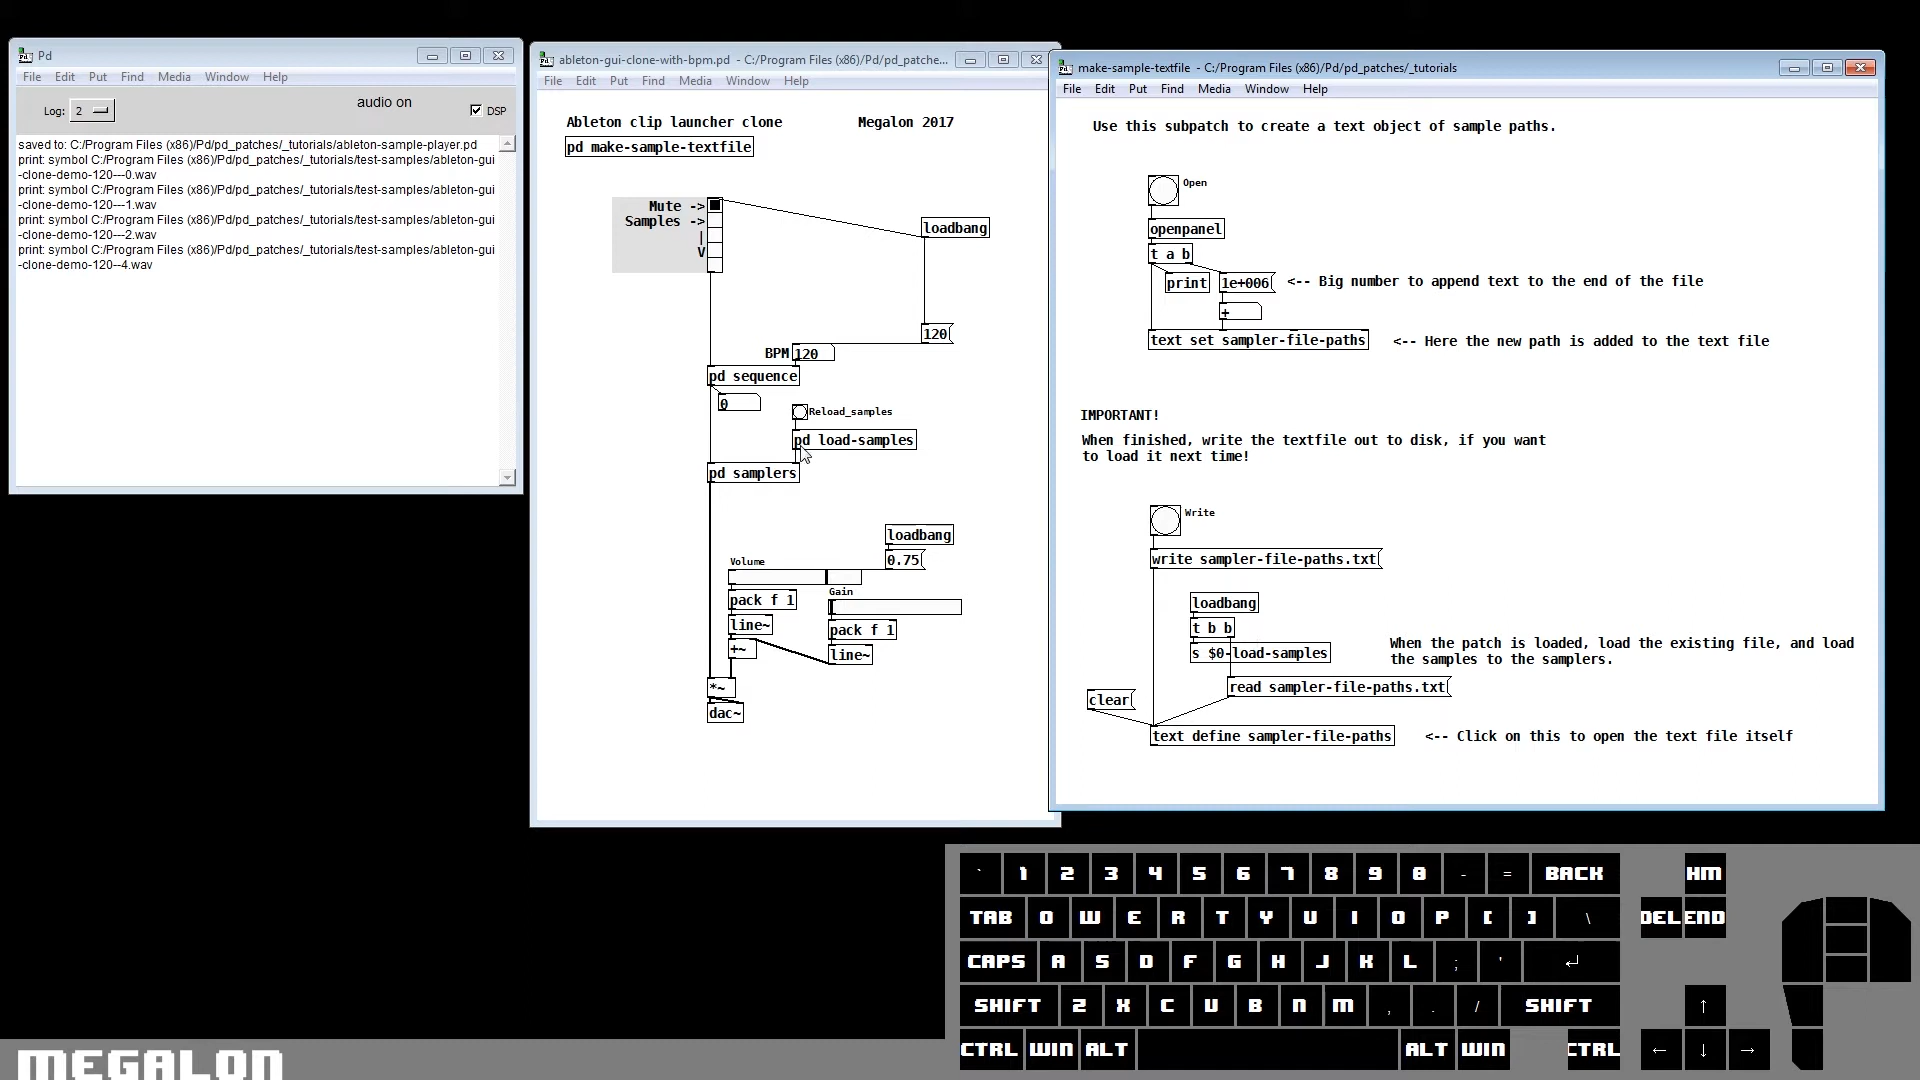 Pd
File Edit Put Find Media Window Help
audio on
Log: 2
DSP
saved to: C:/Program Files (x86)/Pd/pd_patches/_tutorials/ableton-sample-player.pd
print: symbol C:/Program Files (x86)/Pd/pd_patches/_tutorials/test-samples/ableton-gui
-clone-demo-120---0.wav
print: symbol C:/Program Files (x86)/Pd/pd_patches/_tutorials/test-samples/ableton-gui
-clone-demo-120---1.wav
print: symbol C:/Program Files (x86)/Pd/pd_patches/_tutorials/test-samples/ableton-gui
-clone-demo-120---2.wav
print: symbol C:/Program Files (x86)/Pd/pd_patches/_tutorials/test-samples/ableton-gui
-clone-demo-120--4.wav
ableton-gui-clone-with-bpm.pd - C:/Program Files (x86)/Pd/pd_patche...
File Edit Put Find Media Window Help
Ableton clip launcher clone Megalon 2017
pd make-sample-textfile
Mute ->
Samples ->
|
V
loadbang
120
BPM 120
pd sequence
0
Reload_samples
pd load-samples
pd samplers
loadbang
0.75
Volume
pack f 1
Gain
line~
pack f 1
+~
line~
*~
dac~
make-sample-textfile - C:/Program Files (x86)/Pd/pd_patches/_tutorials
File Edit Put Find Media Window Help
Use this subpatch to create a text object of sample paths.
Open
openpanel
t a b
print 1e+006 <-- Big number to append text to the end of the file
+
text set sampler-file-paths <-- Here the new path is added to the text file
IMPORTANT!
When finished, write the textfile out to disk, if you want
to load it next time!
Write
write sampler-file-paths.txt
loadbang
t b b
s $0-load-samples
When the patch is loaded, load the existing file, and load
the samples to the samplers.
read sampler-file-paths.txt
clear
text define sampler-file-paths <-- Click on this to open the text file itself
` 1 2 3 4 5 6 7 8 9 0 - = BACK HM
TAB Q W E R T Y U I O P [ ] \ DEL END
CAPS A S D F G H J K L ; ' ↵
SHIFT Z X C V B N M , . / SHIFT ↑
CTRL WIN ALT ALT WIN CTRL ← ↓ →
MEGALON